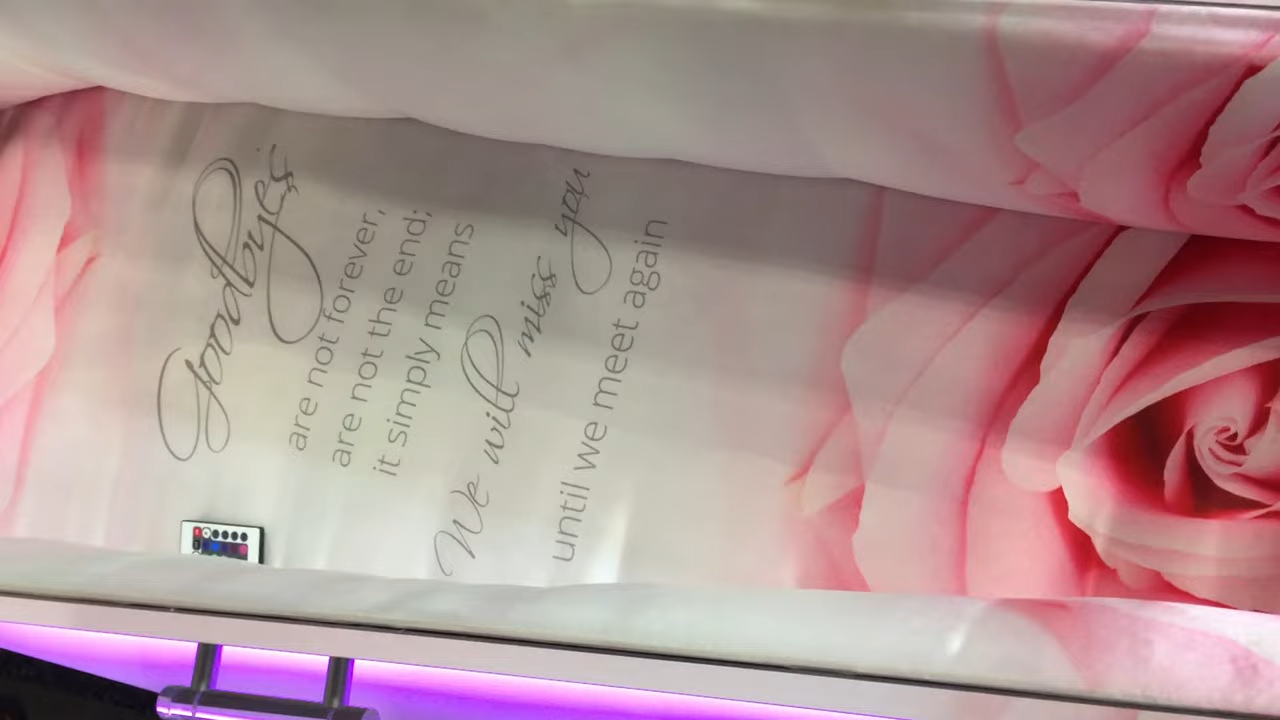 Goodbyes
are not forever,
are not the end;
it simply means
We will miss you
until we meet again